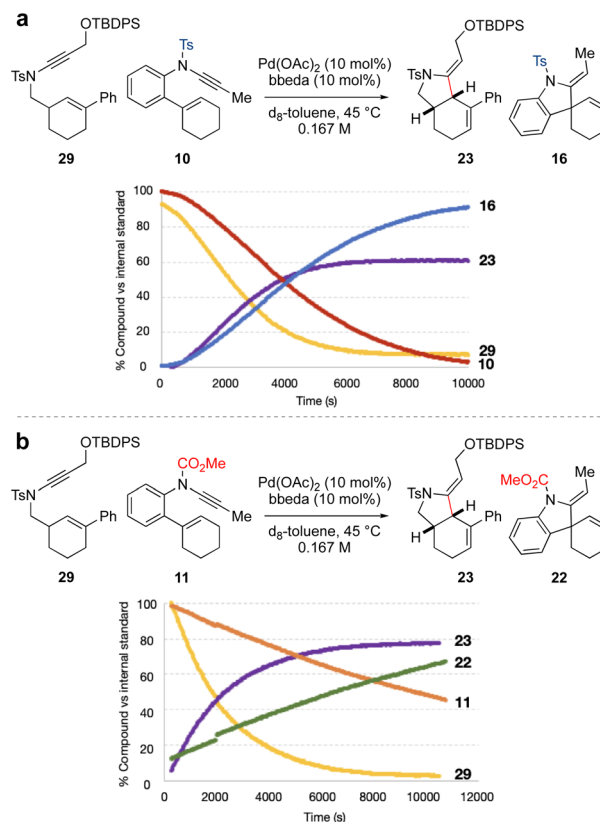 a
OTBDPS
TsN
Ph
29
Ts
N
Me
10
Pd(OAc)2 (10 mol%)
bbeda (10 mol%)
d8-toluene, 45 °C
0.167 M
OTBDPS
Ts
N
H
H
Ph
23
Ts
N
Me
16
% Compound vs internal standard
100
80
60
40
20
0
0 2000 4000 6000 8000 10000
Time (s)
16
23
29
10
b
OTBDPS
TsN
Ph
29
CO2Me
N
Me
11
Pd(OAc)2 (10 mol%)
bbeda (10 mol%)
d8-toluene, 45 °C
0.167 M
OTBDPS
Ts
N
H
H
Ph
23
MeO2C
N
Me
22
% Compound vs internal standard
100
80
60
40
20
0
0 2000 4000 6000 8000 10000 12000
Time (s)
23
22
11
29